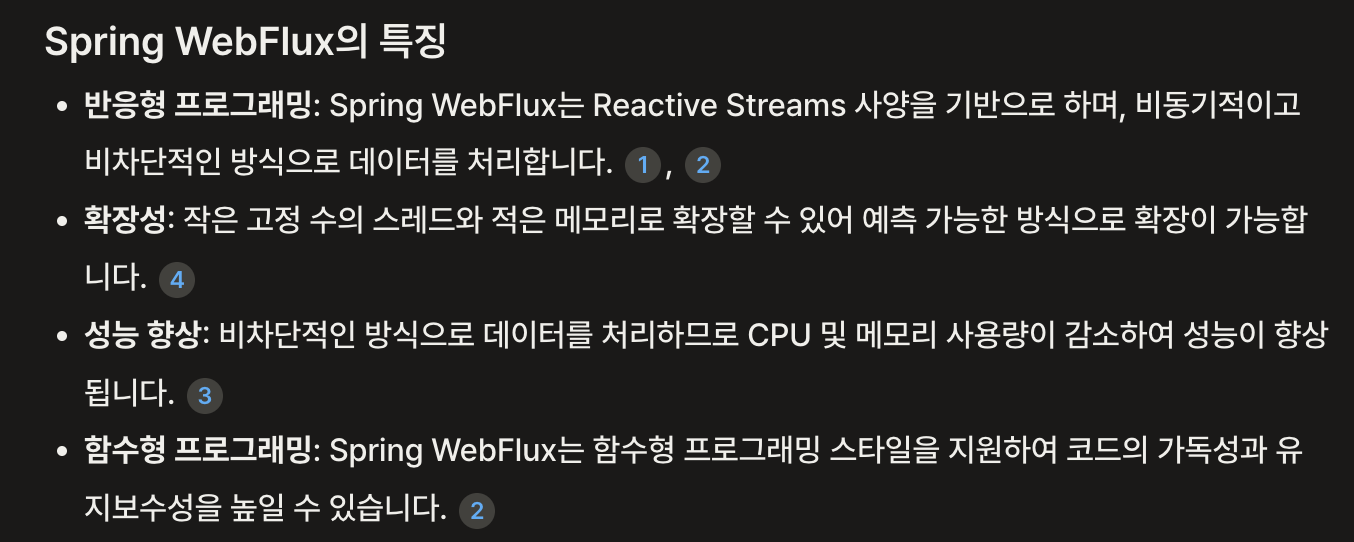 Spring WebFlux의 특징
• 반응형 프로그래밍: Spring WebFlux는 Reactive Streams 사양을 기반으로 하며, 비동기적이고
비차단적인 방식으로 데이터를 처리합니다. 1, 2
• 확장성: 작은 고정 수의 스레드와 적은 메모리로 확장할 수 있어 예측 가능한 방식으로 확장이 가능합
니다. 4
• 성능 향상: 비차단적인 방식으로 데이터를 처리하므로 CPU 및 메모리 사용량이 감소하여 성능이 향상
됩니다. 3
• 함수형 프로그래밍: Spring WebFlux는 함수형 프로그래밍 스타일을 지원하여 코드의 가독성과 유
지보수성을 높일 수 있습니다. 2